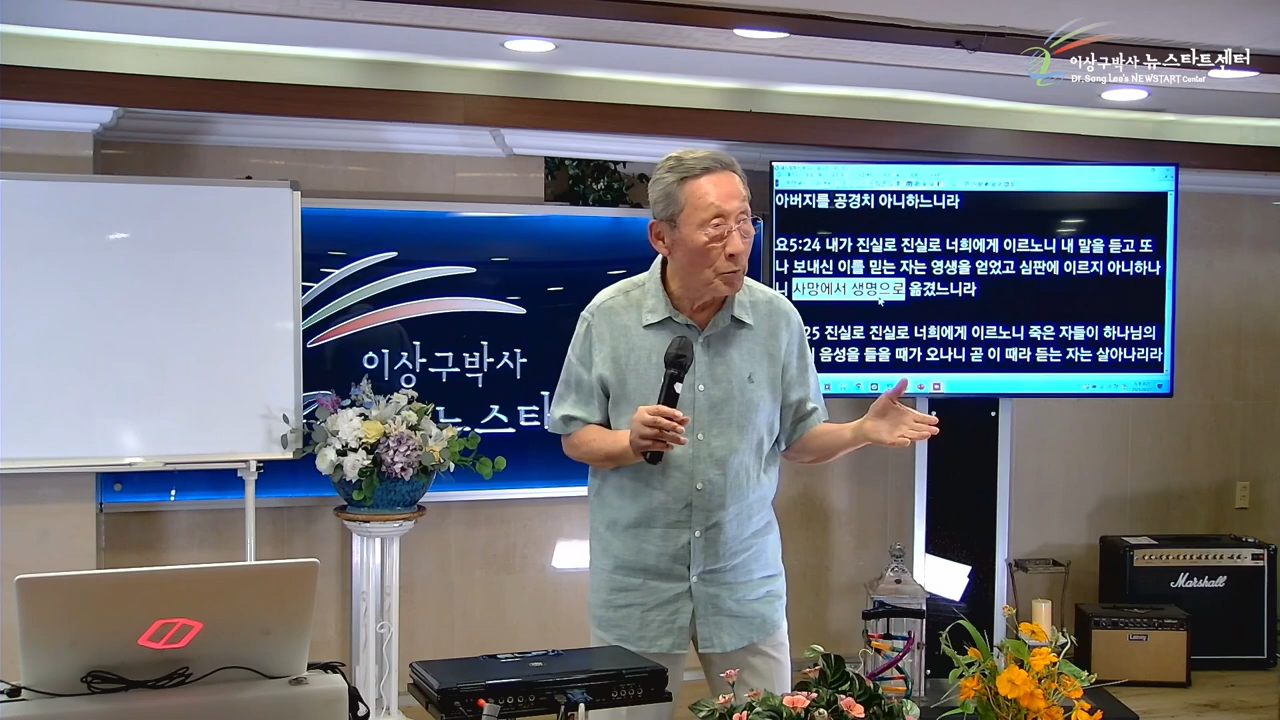 이상구박사 뉴스타트센터
Dr. Sang Lee's NEWSTART Center
아버지를 공경치 아니하느니라
요5:24 내가 진실로 진실로 너희에게 이르노니 내 말을 듣고 또
나 보내신 이를 믿는 자는 영생을 얻었고 심판에 이르지 아니하나
니 사망에서 생명으로 옮겼느니라
25 진실로 진실로 너희에게 이르노니 죽은 자들이 하나님의
음성을 들을 때가 오나니 곧 이 때라 듣는 자는 살아나리라
이상구박사
뉴스타
Marshall
Laney